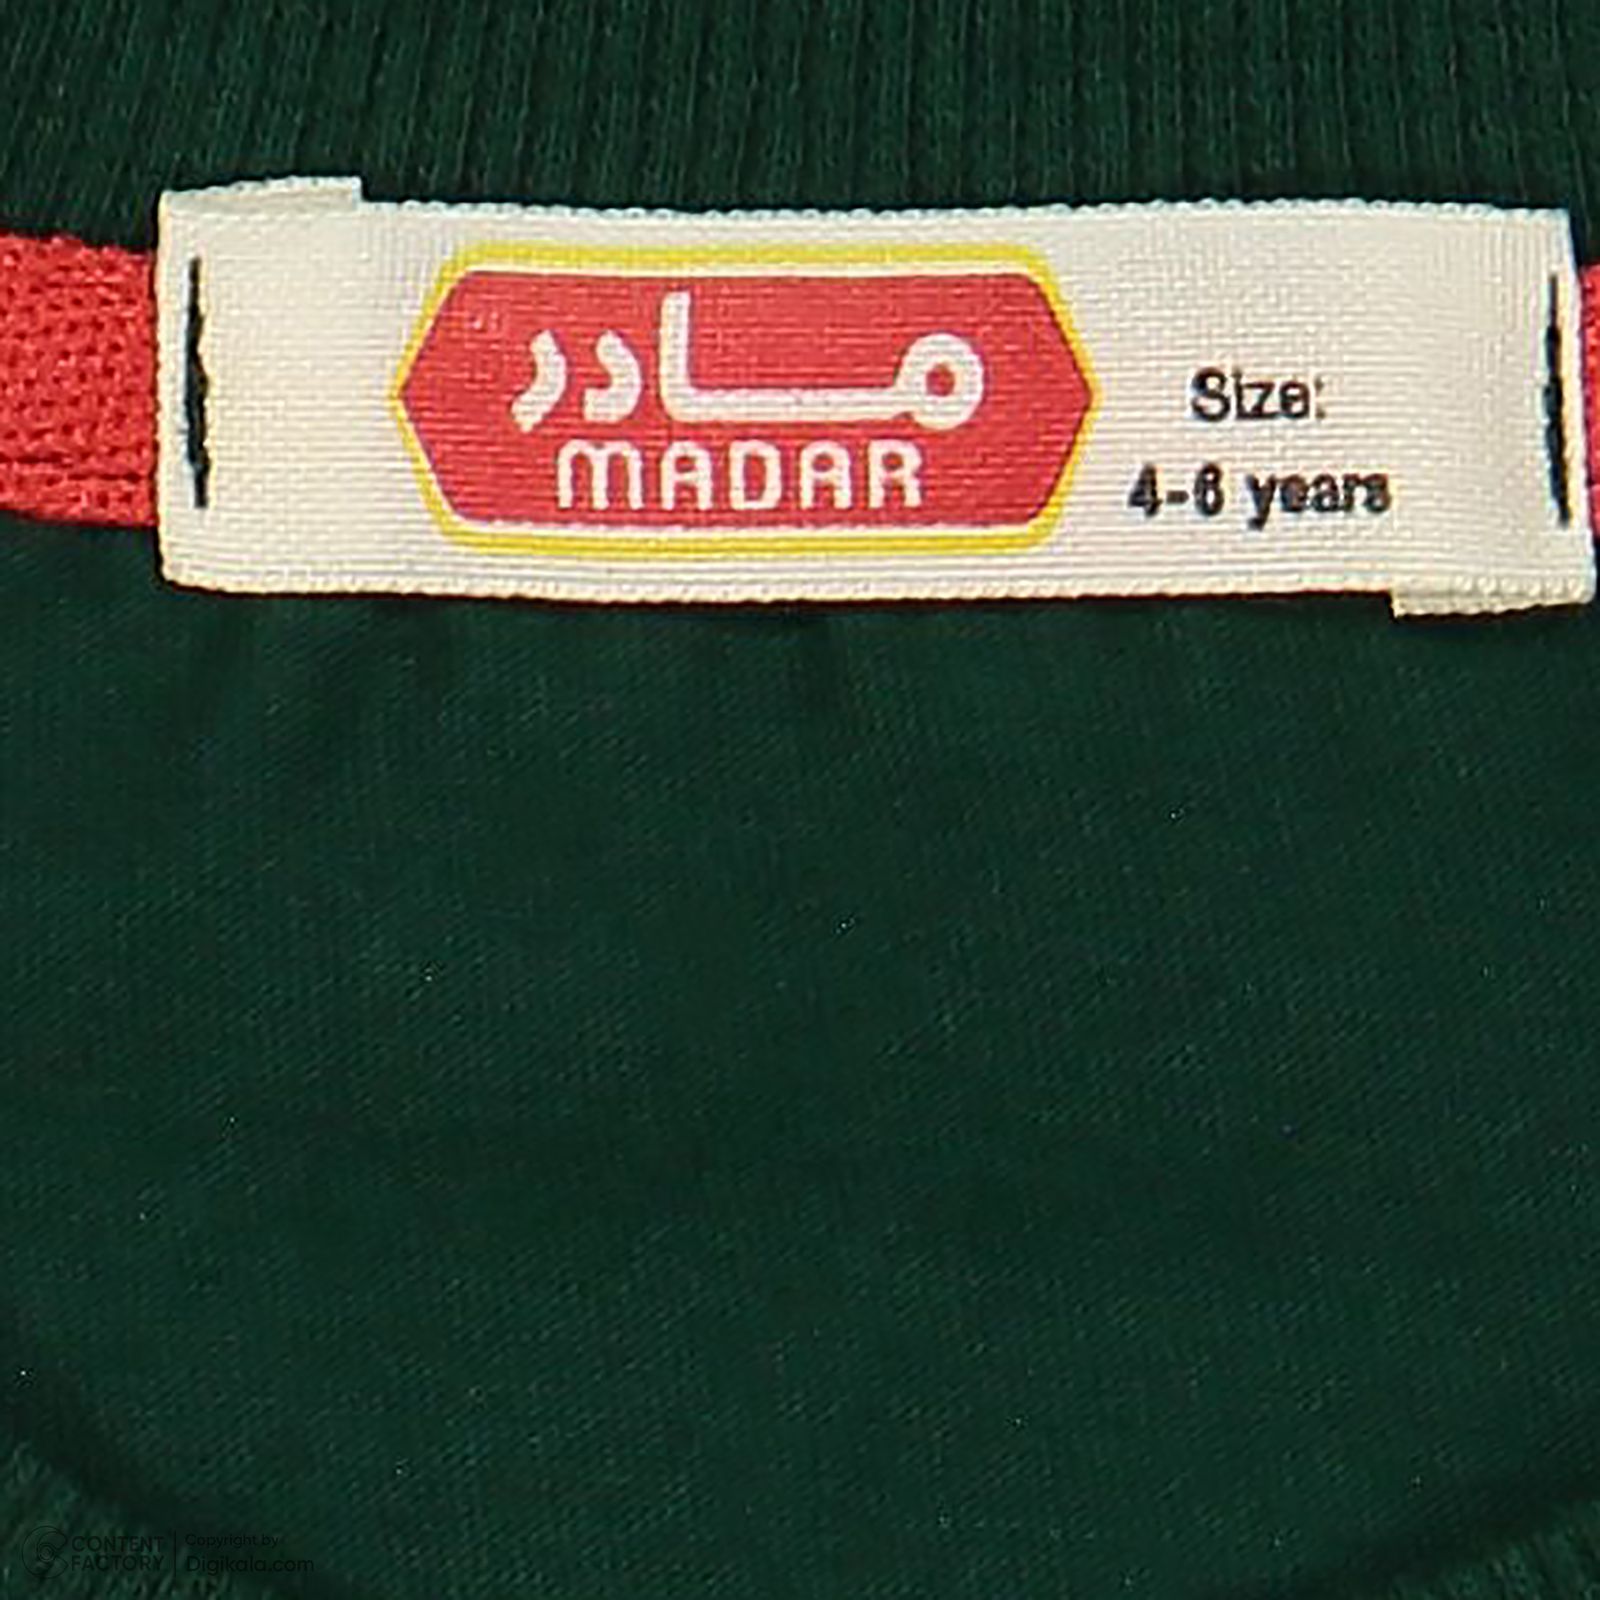 مادر
MADAR
Size:
4-6 years
CONTENT FACTORY
Copyright by
Digikala.com